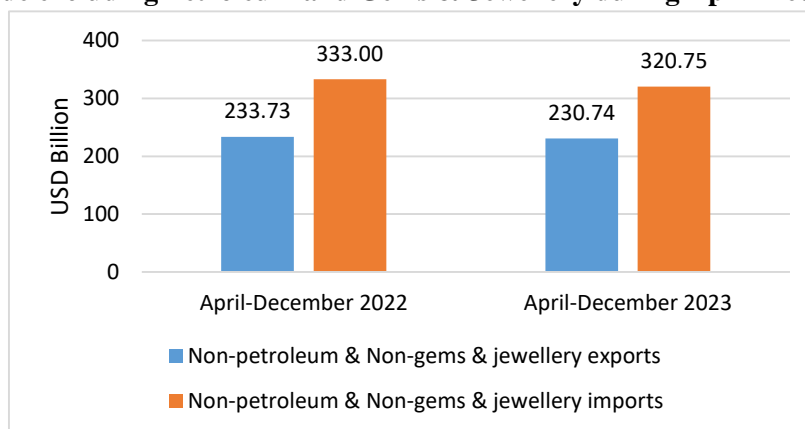 400
333.00
320.75
300
233.73
230.74
200
100
0
USD Billion
April-December 2022
April-December 2023
Non-petroleum & Non-gems & jewellery exports
Non-petroleum & Non-gems & jewellery imports